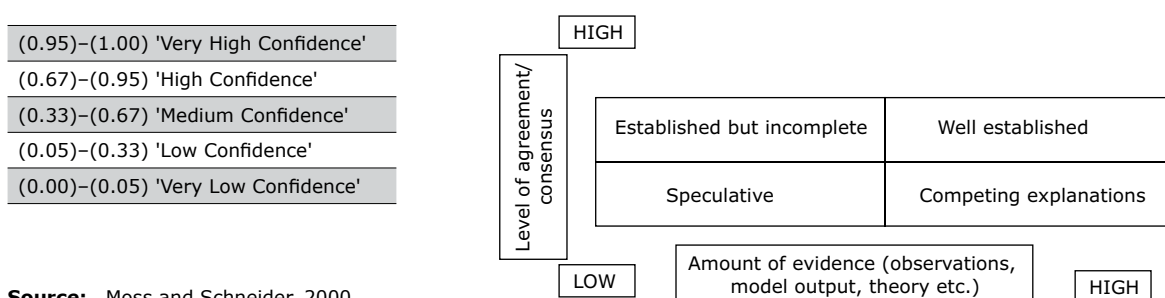 (0.95)–(1.00) 'Very High Confidence'
(0.67)–(0.95) 'High Confidence'
(0.33)–(0.67) 'Medium Confidence'
(0.05)–(0.33) 'Low Confidence'
(0.00)–(0.05) 'Very Low Confidence'
Source: Moss and Schneider, 2000
HIGH
Level of agreement/
consensus
Established but incomplete
Well established
Speculative
Competing explanations
LOW
Amount of evidence (observations,
model output, theory etc.)
HIGH